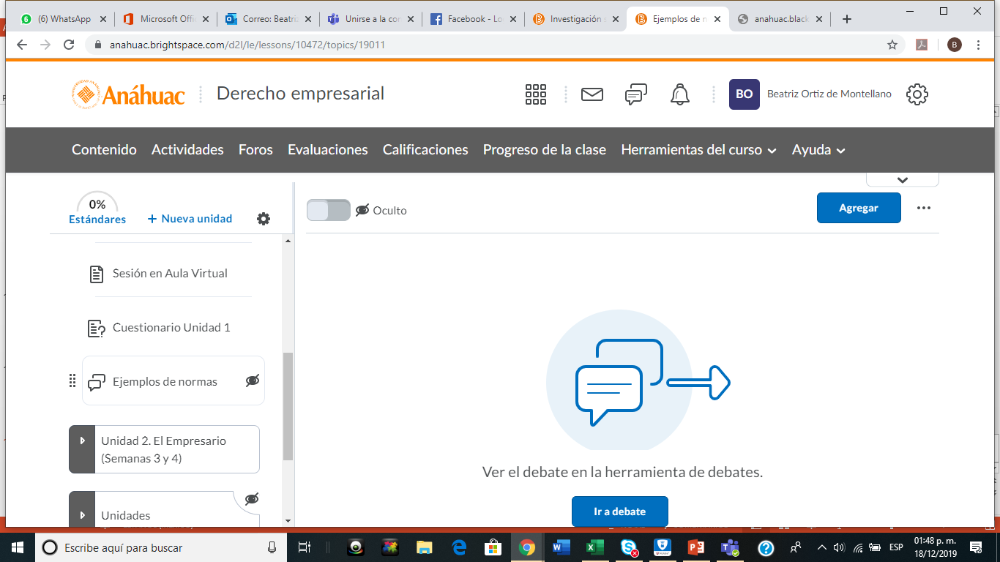 (6) WhatsApp
Microsoft Offi
Correo: Beatri
Unirse a la con
Facebook - Lo
Investigación
Ejemplos de n
anahuac.black
anahuac.brightspace.com/d2l/le/lessons/10472/topics/19011
B
Anáhuac
Derecho empresarial
BO
Beatriz Ortiz de Montellano
Contenido Actividades Foros Evaluaciones Calificaciones Progreso de la clase Herramientas del curso Ayuda
0%
Estándares
+ Nueva unidad
Oculto
Agregar
Sesión en Aula Virtual
Cuestionario Unidad 1
Ejemplos de normas
Unidad 2. El Empresario
(Semanas 3 y 4)
Unidades
Ver el debate en la herramienta de debates.
Ir a debate
Escribe aquí para buscar
ESP
01:48 p. m.
18/12/2019